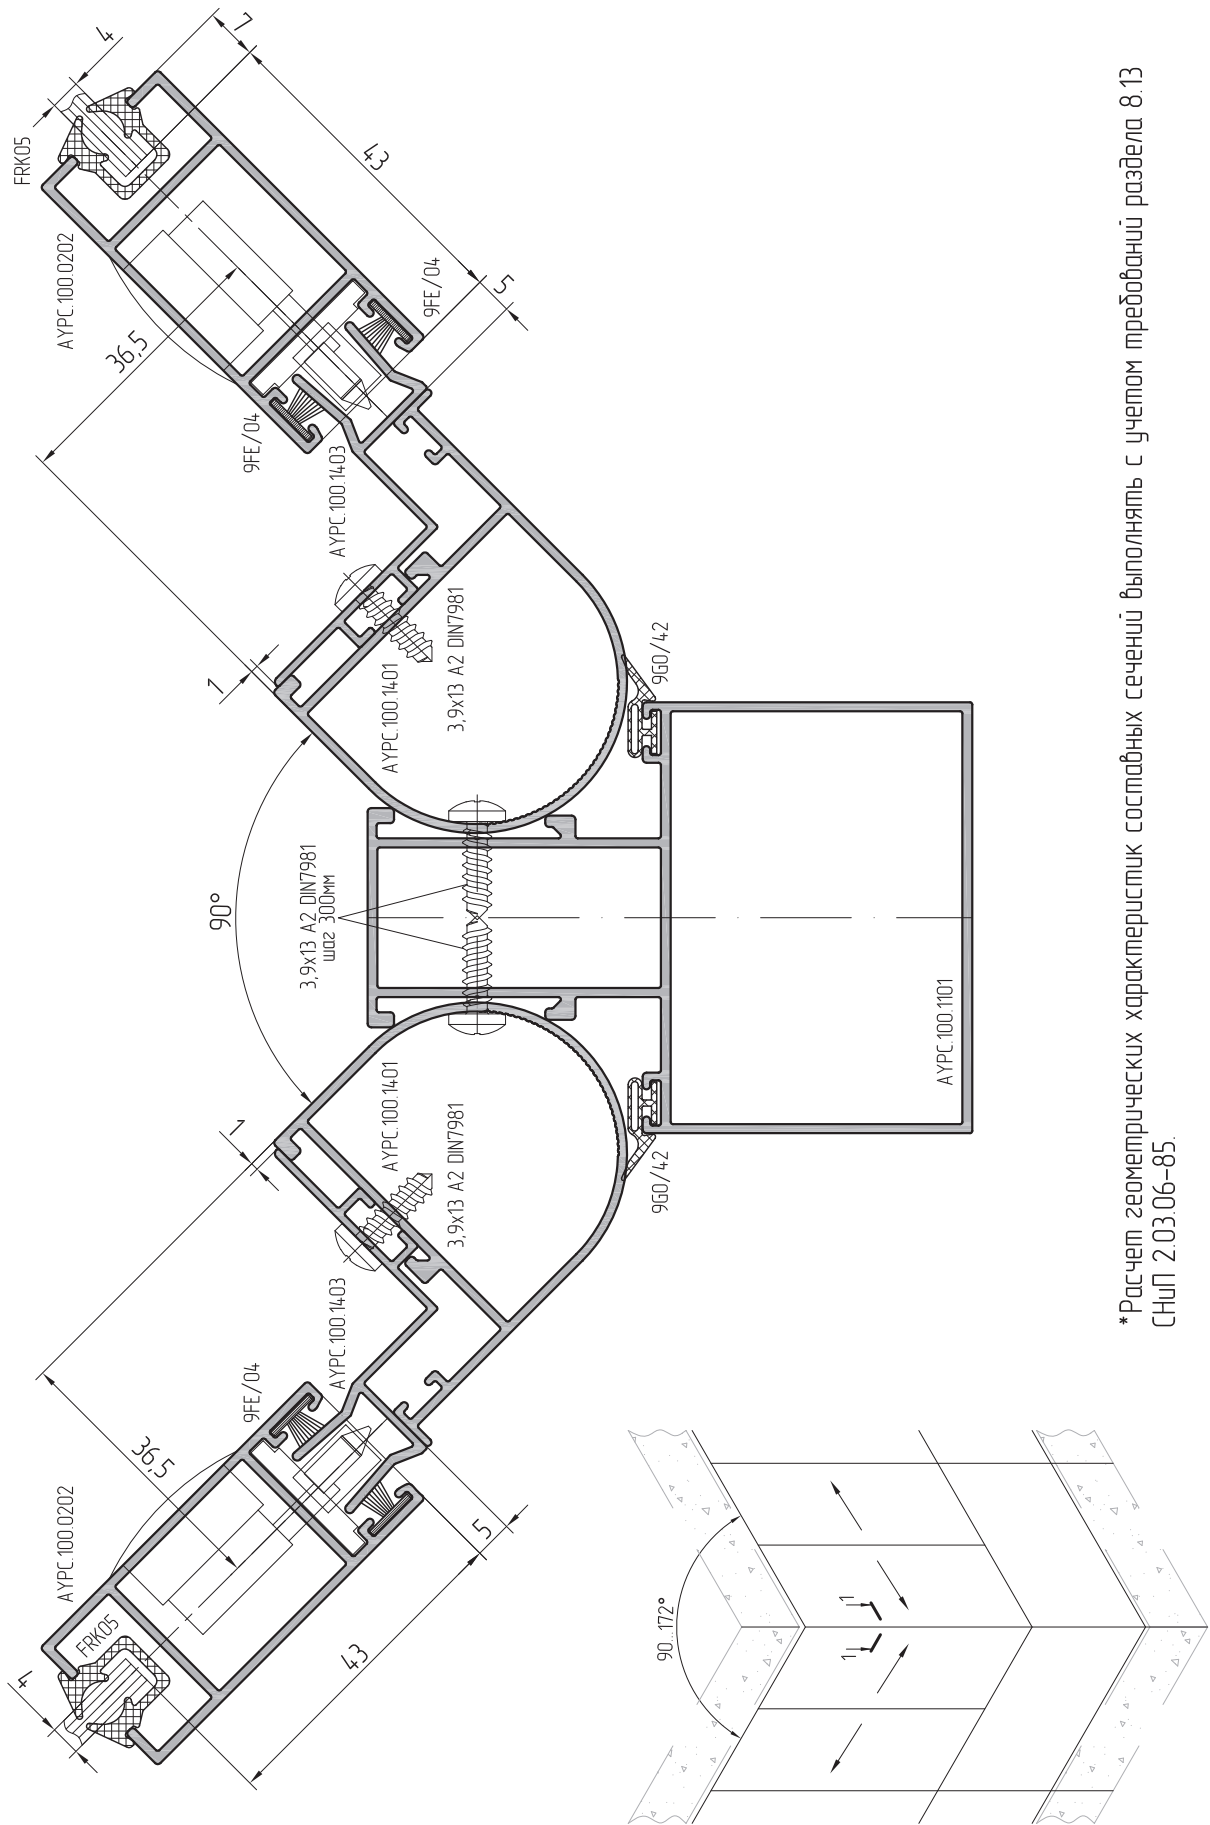 FRK05
4
7
AYPC.100.0202
43
36,5
9FE/04
5
9FE/04
AYPC.100.1403
1
3,9x13 A2 DIN7981
AYPC.100.1401
9GO/42
90°
3,9x13 A2 DIN7981
шаг 300мм
AYPC.100.1101
1
AYPC.100.1401
3,9x13 A2 DIN7981
9GO/42
AYPC.100.1403
9FE/04
36,5
5
AYPC.100.0202
FRK05
43
4
90...172°
1
1
*Расчет геометрических характеристик составных сечений выполнять с учетом требований раздела 8.13
СНиП 2.03.06-85.